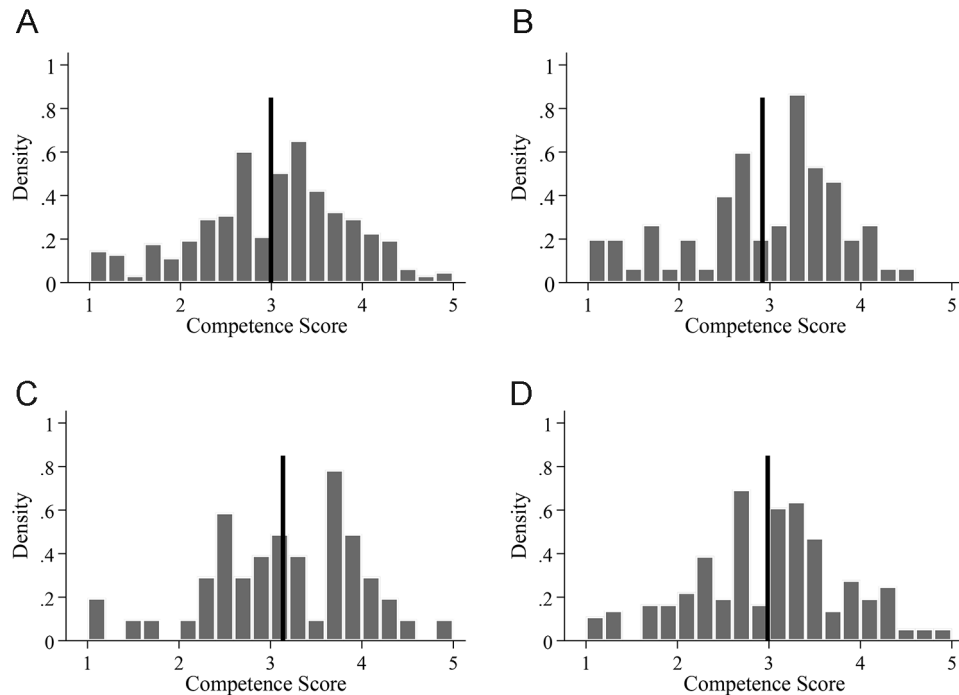 A
Density
1
.8
.6
.4
.2
0
1 2 3 4 5
Competence Score
B
Density
1
.8
.6
.4
.2
0
1 2 3 4 5
Competence Score
C
Density
1
.8
.6
.4
.2
0
1 2 3 4 5
Competence Score
D
Density
1
.8
.6
.4
.2
0
1 2 3 4 5
Competence Score